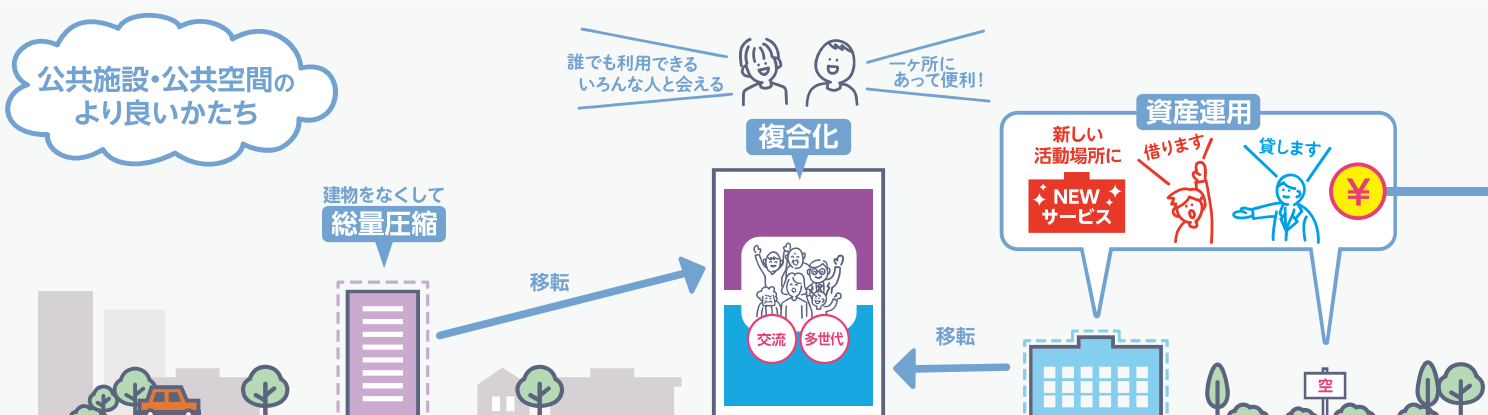 公共施設・公共空間の
より良いかたち
建物をなくして
総量圧縮
移転
誰でも利用できる
いろんな人と会える
一ヶ所に
あって便利!
複合化
交流
多世代
移転
資産運用
新しい
活動場所に
NEW
サービス
借ります
貸します
¥
空